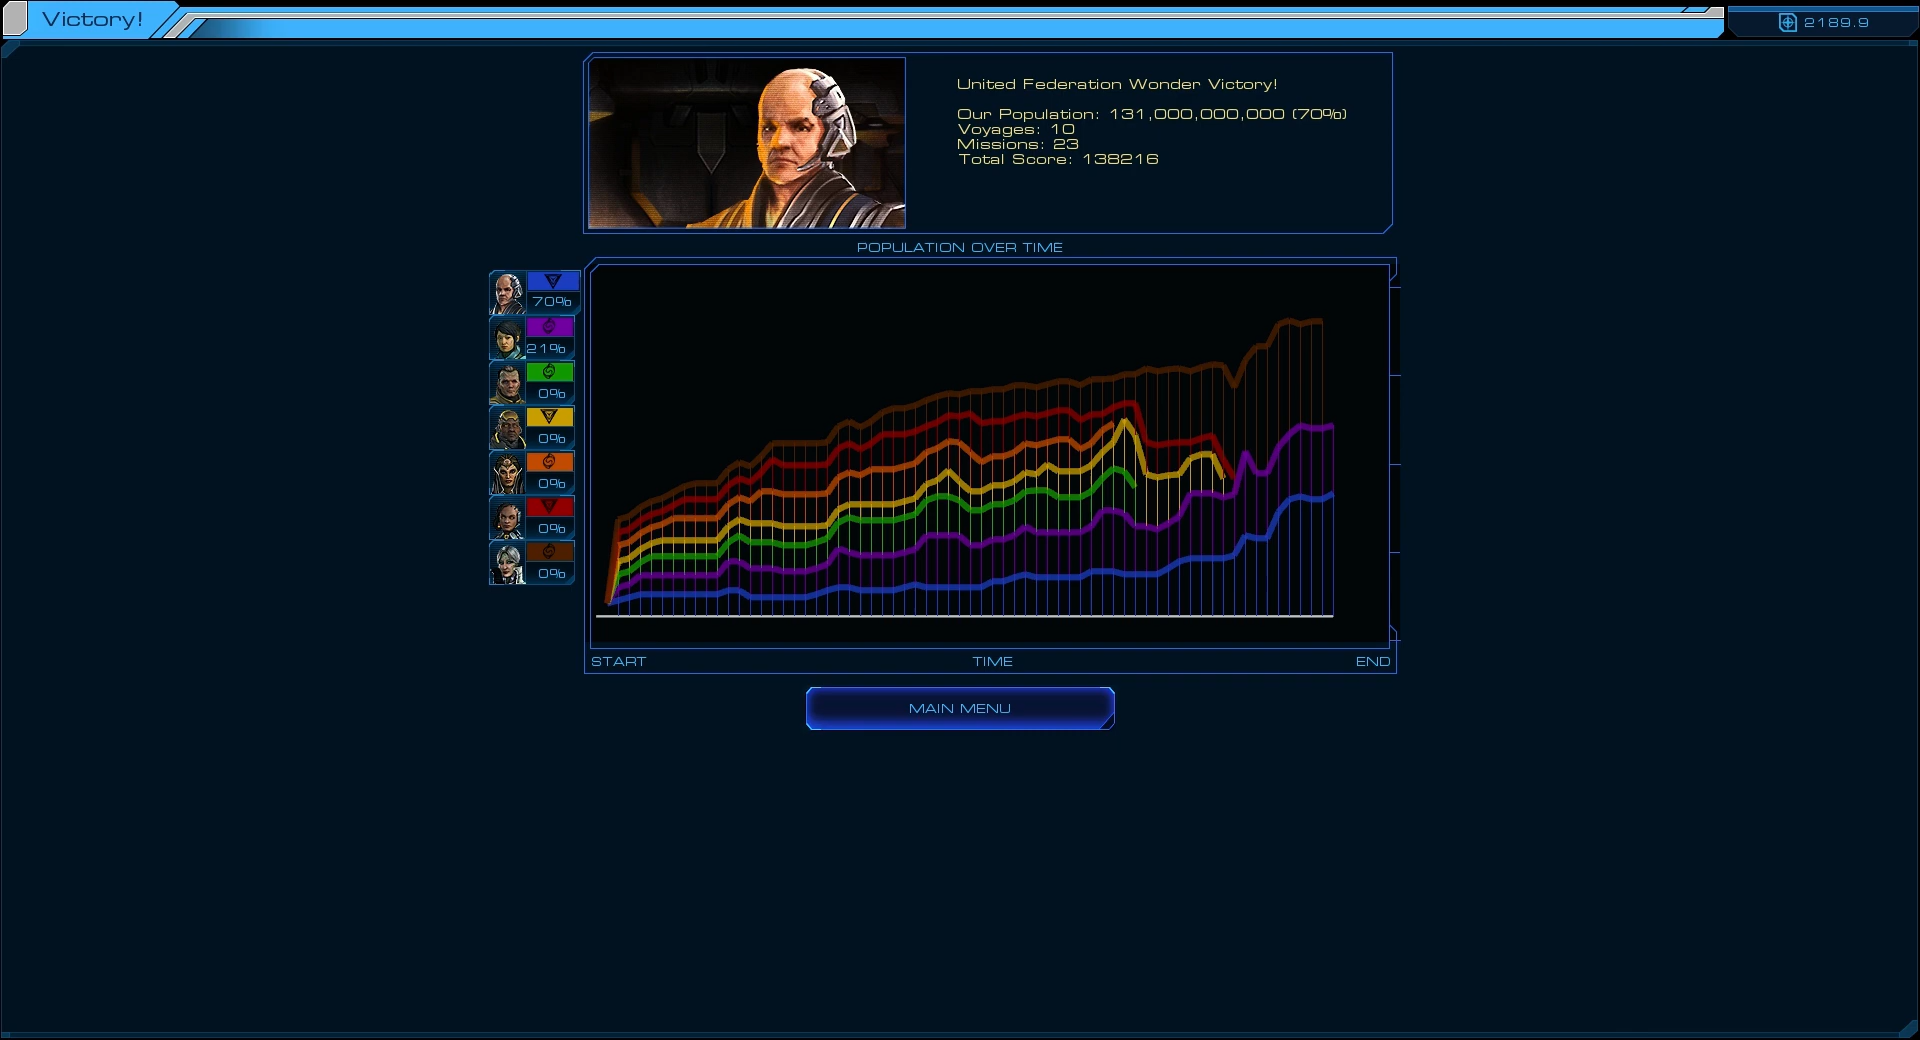 Victory!
2189.9
United Federation Wonder Victory!
Our Population: 131,000,000,000 (70%)
Voyages: 10
Missions: 23
Total Score: 138216
POPULATION OVER TIME
70%
21%
0%
0%
0%
0%
0%
START TIME END
MAIN MENU